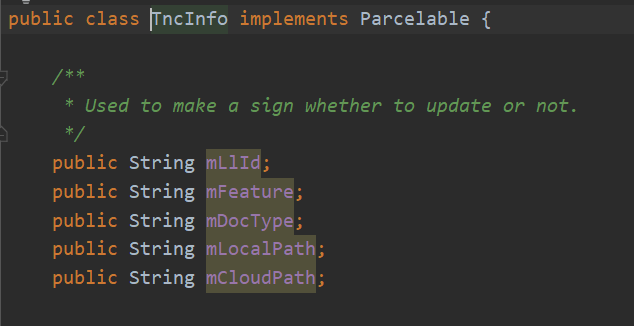 public class TncInfo implements Parcelable {
/**
* Used to make a sign whether to update or not.
*/
public String mLlId;
public String mFeature;
public String mDocType;
public String mLocalPath;
public String mCloudPath;